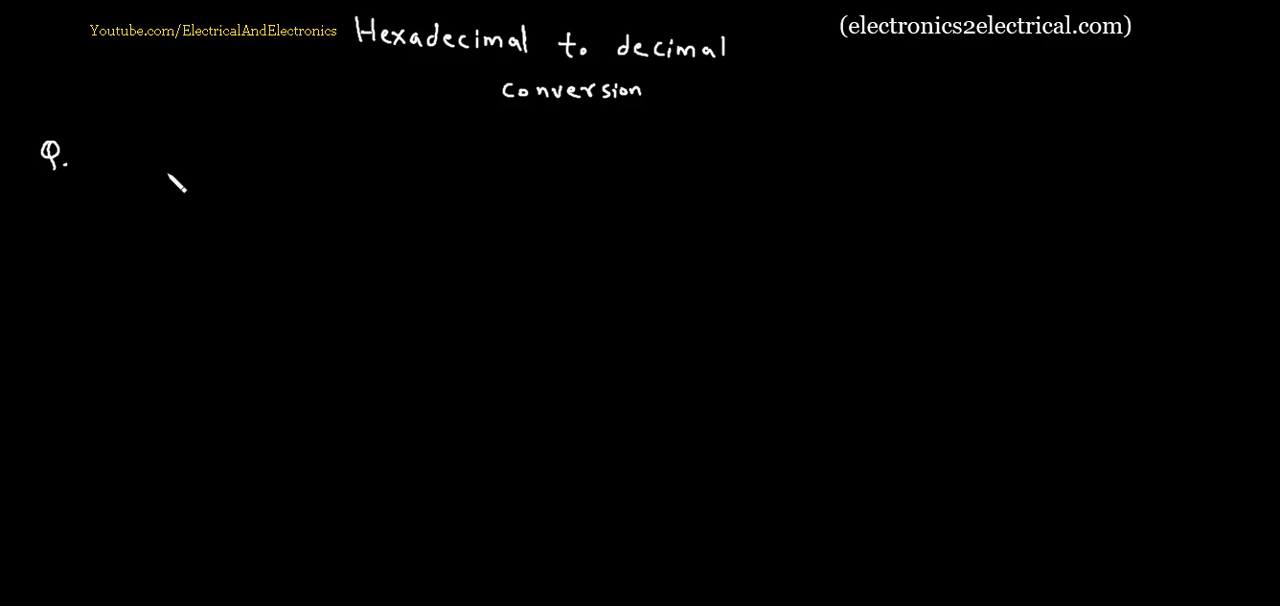 Youtube.com/ElectricalAndElectronics
Hexadecimal to decimal
(electronics2electrical.com)
conversion
Q.